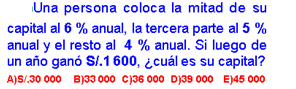 Una persona coloca la mitad de su
capital al 6 % anual, la tercera parte al 5 %
anual y el resto al 4 % anual. Si luego de
un año ganó S/.1 600, ¿cuál es su capital?
A)S/.30 000 B)33 000 C)36 000 D)39 000 E)45 000